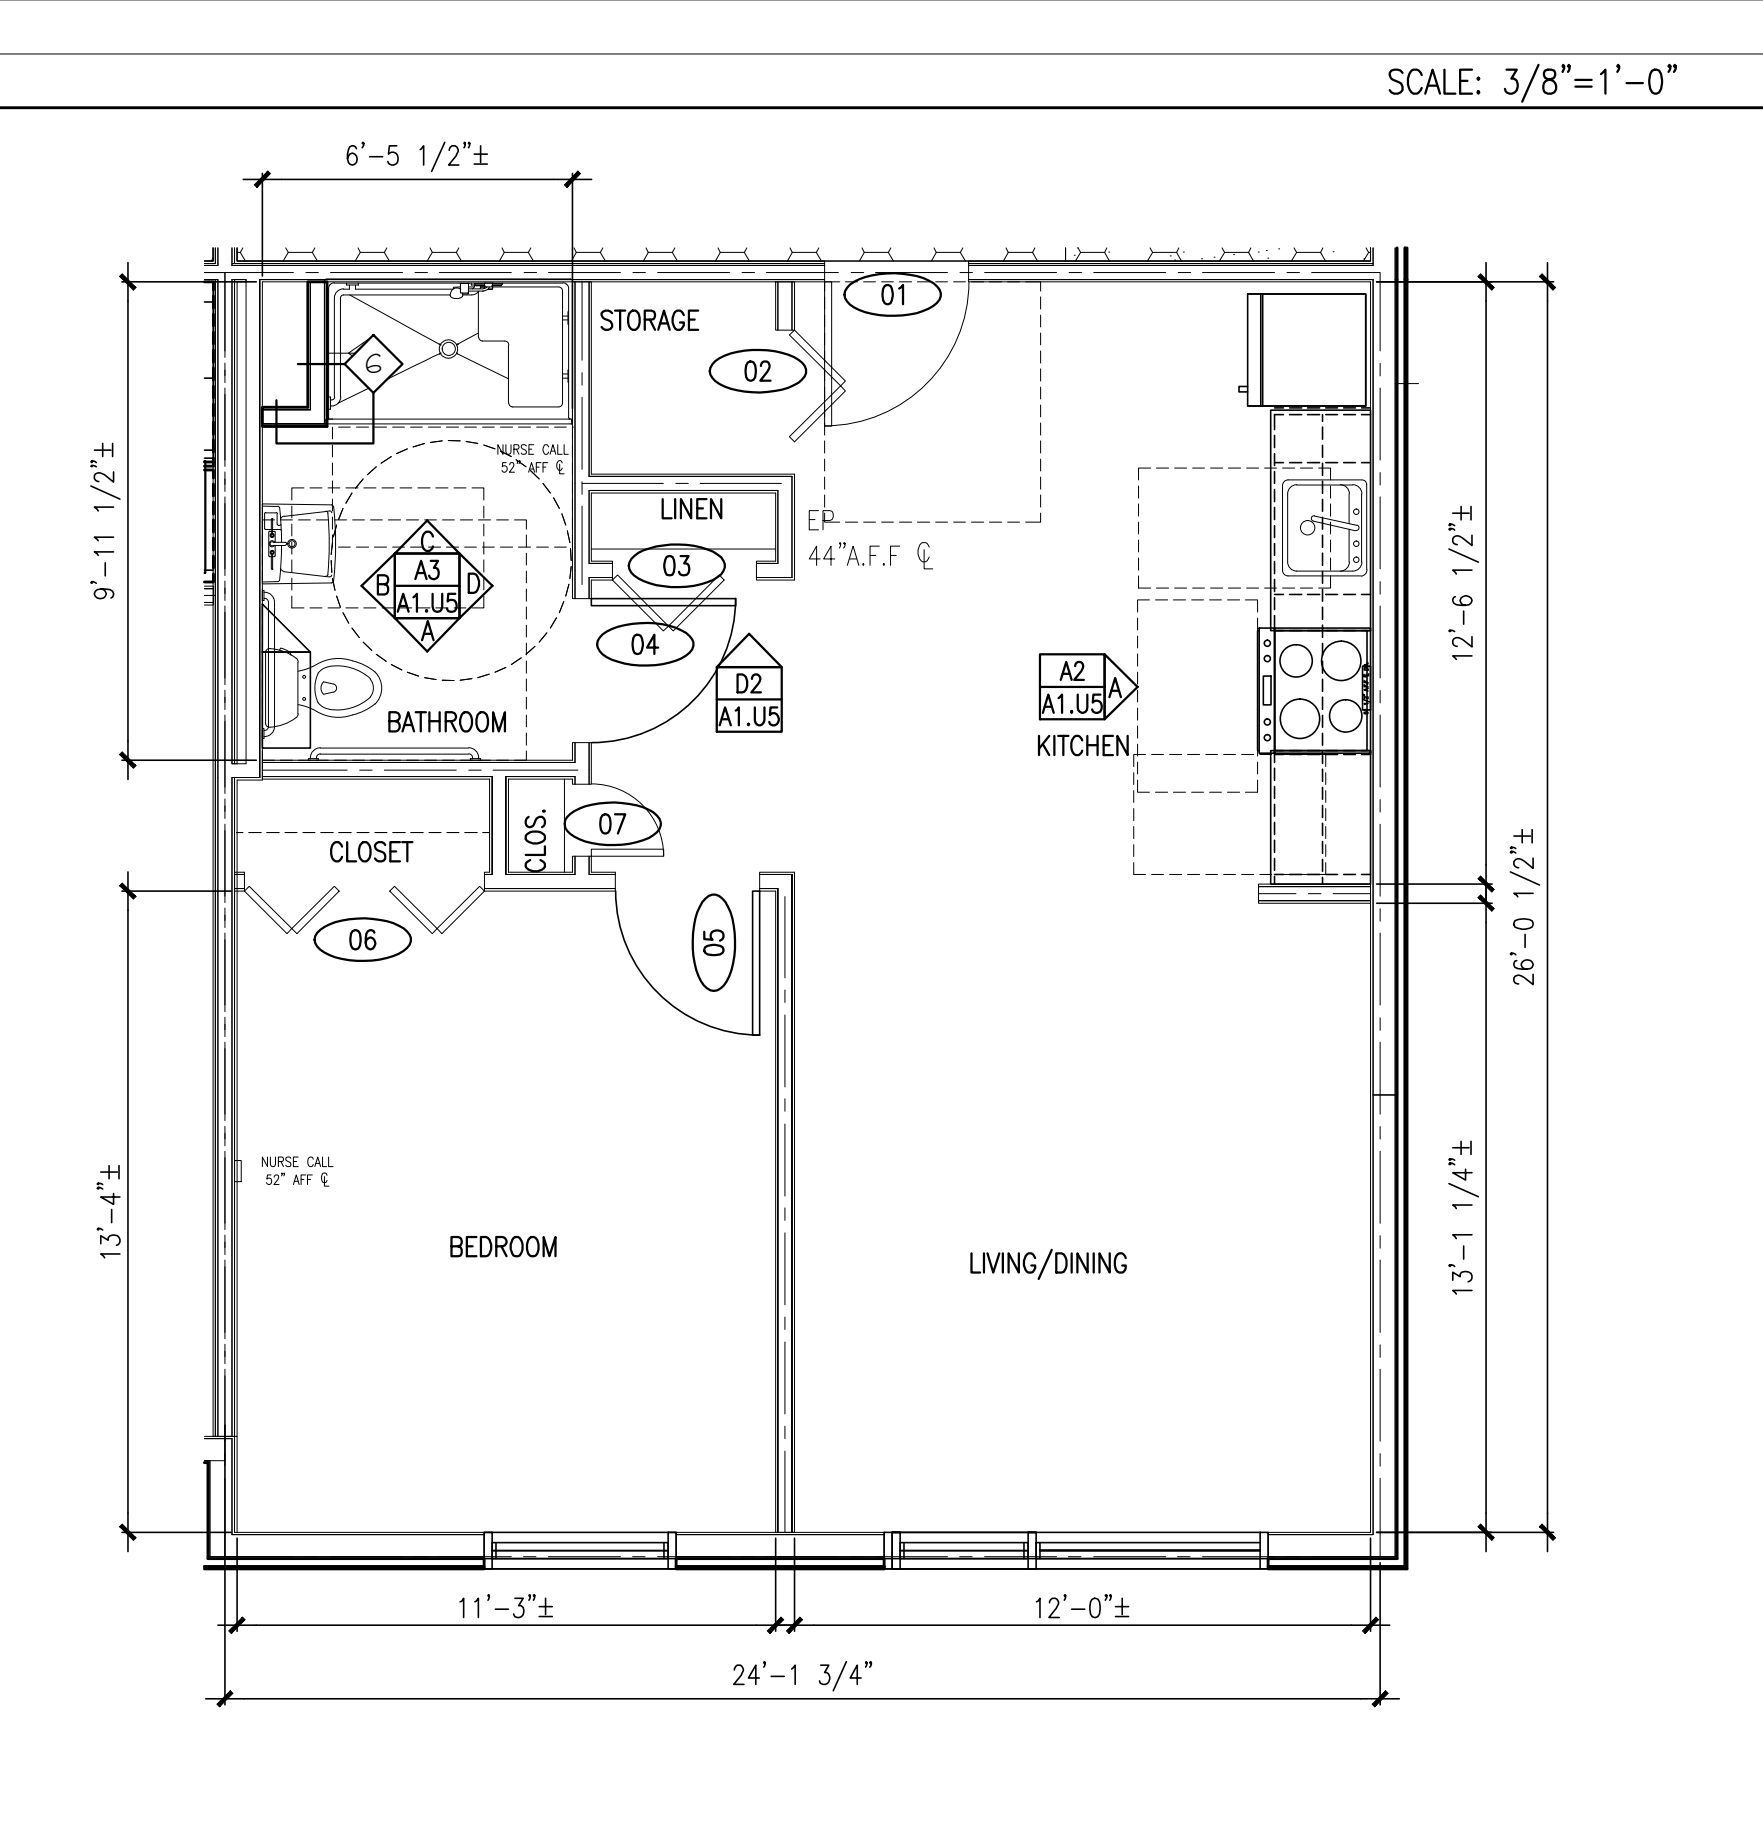 SCALE: 3/8"=1'-0"
6'-5 1/2"±
01
STORAGE
02
6
9'-11 1/2"±
NURSE CALL
52" AFF ℄
LINEN
EP
44"A.F.F ℄
03
C
B
A3
D
A1.U5
A
04
12'-6 1/2"±
D2
A1.U5
A2
A
A1.U5
BATHROOM
KITCHEN
CLOS.
07
CLOSET
06
05
26'-0 1/2"±
13'-4"±
NURSE CALL
52" AFF ℄
13'-1 1/4"±
BEDROOM
LIVING/DINING
11'-3"±
12'-0"±
24'-1 3/4"